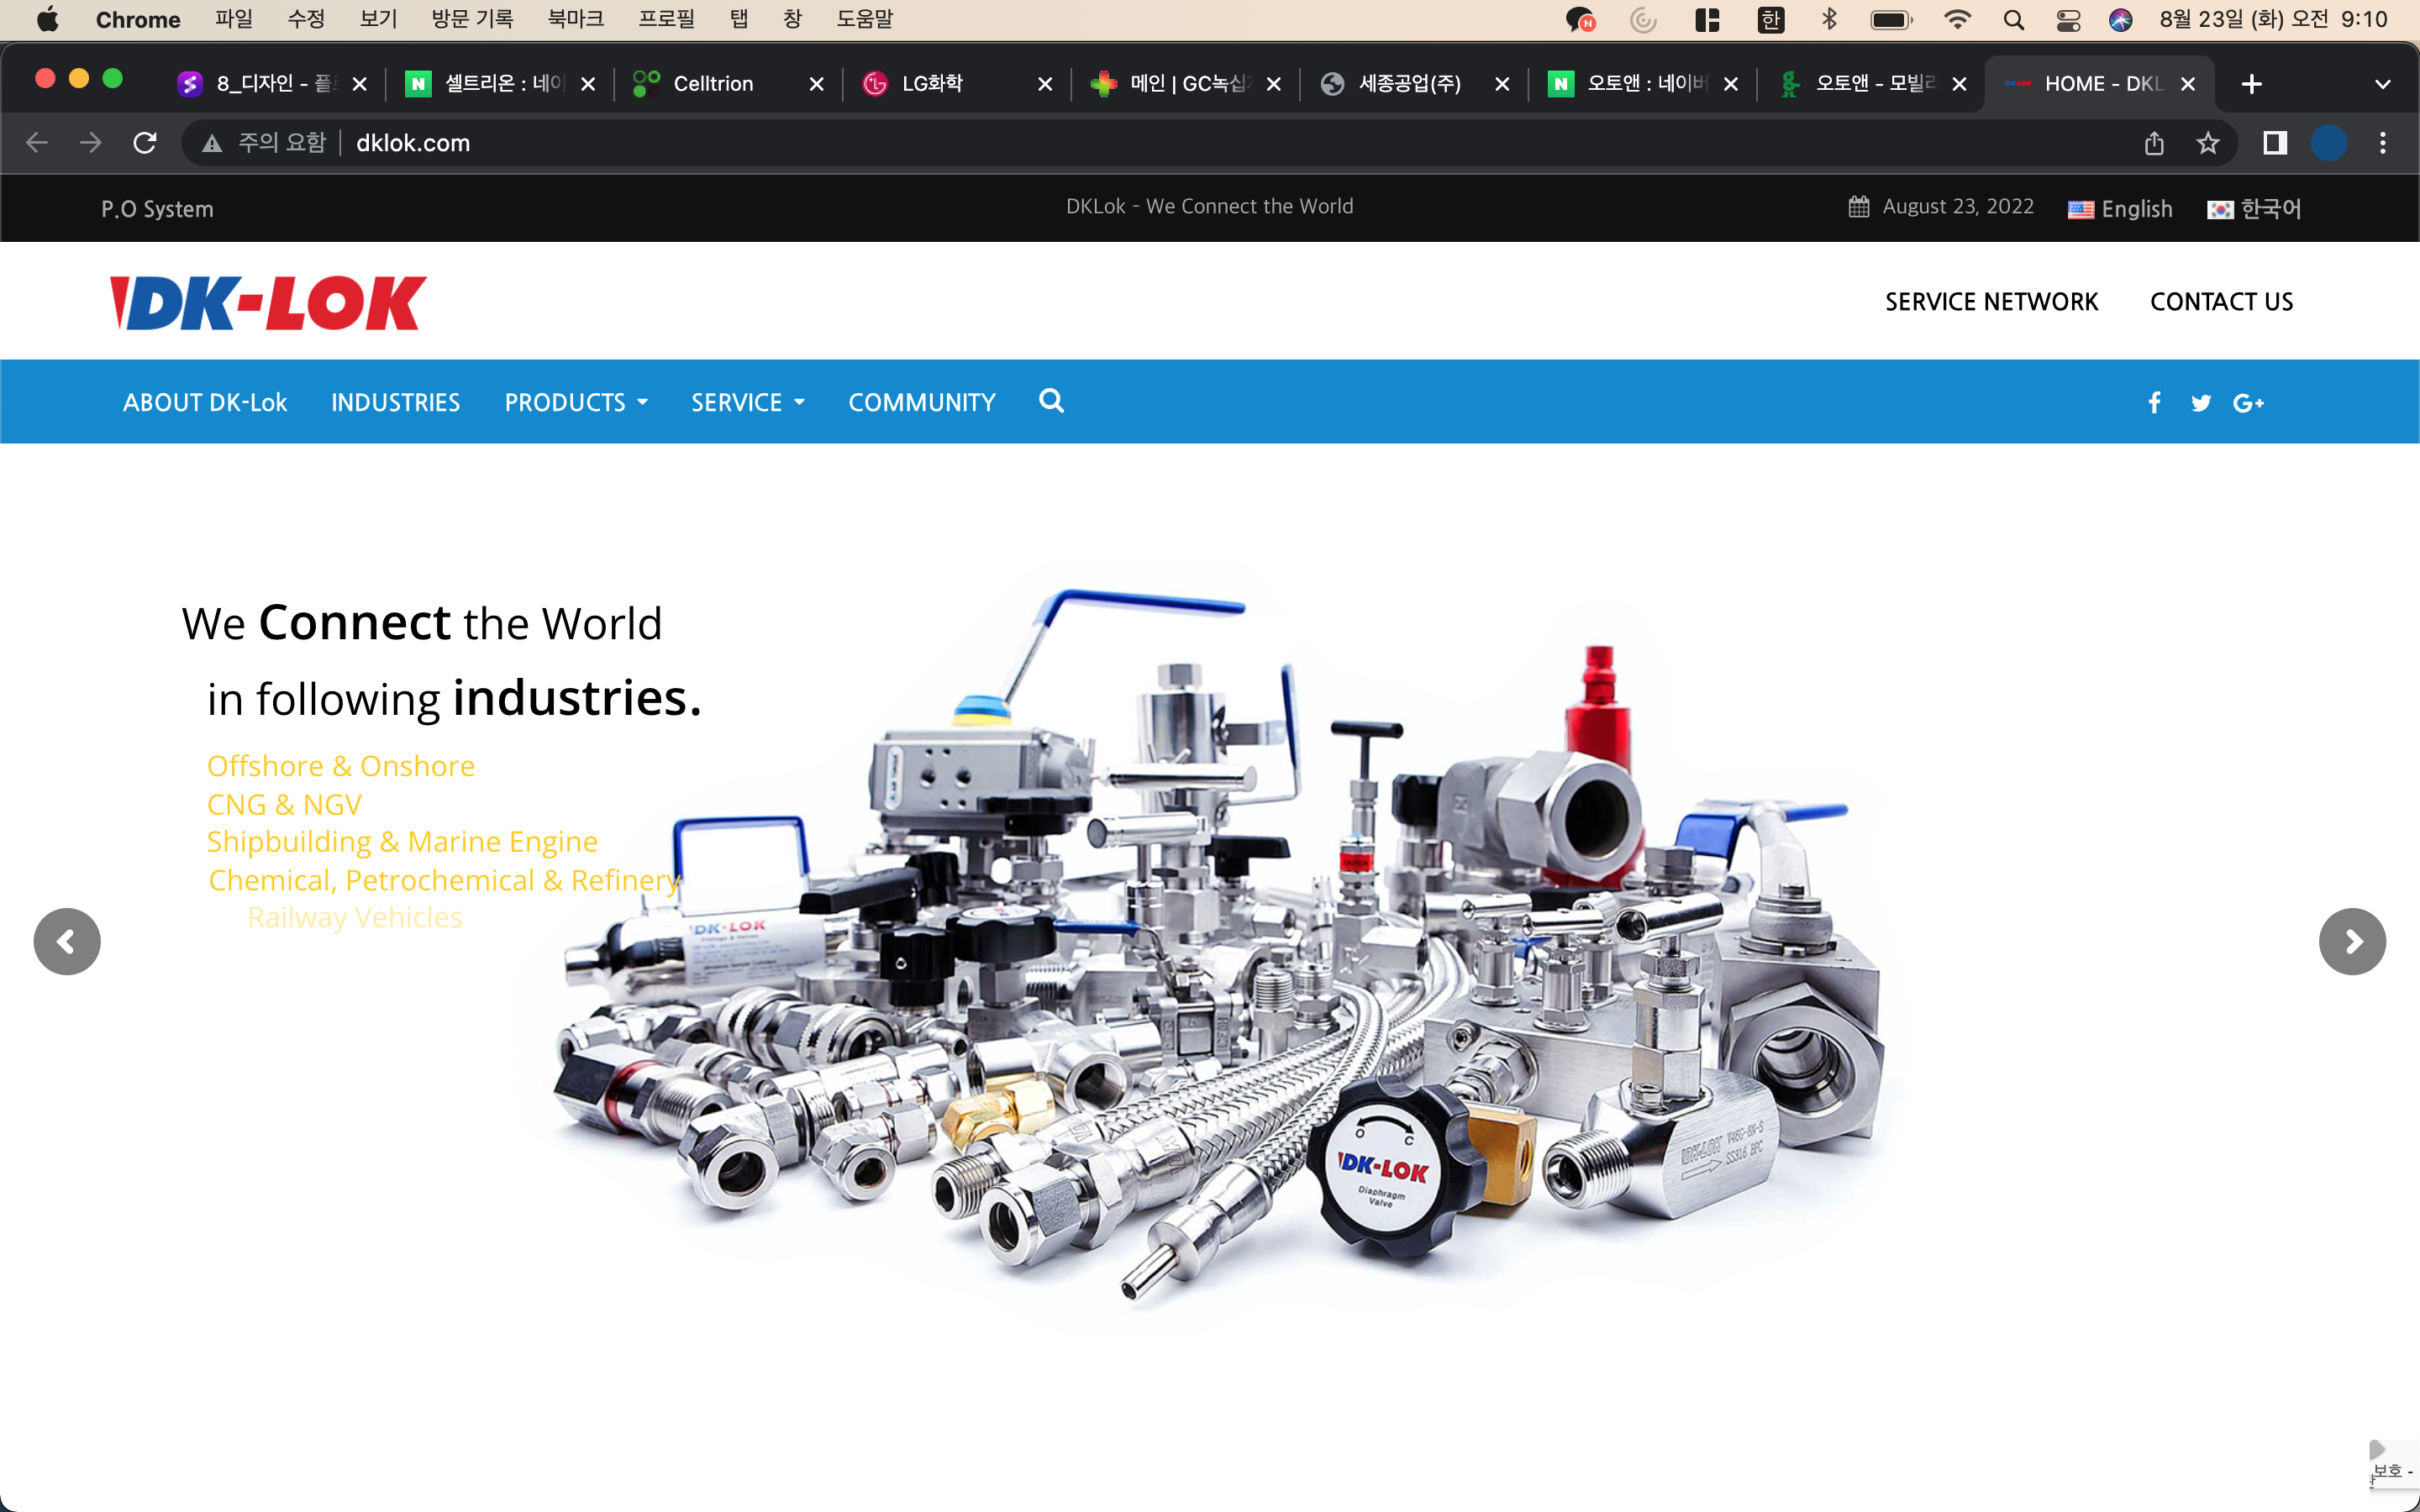 Chrome 파일 수정 보기 방문 기록 북마크 프로필 탭 창 도움말 한 8월 23일 (화) 오전 9:10
8_디자인 - 플 셀트리온 : 네이 Celltrion LG화학 메인 | GC녹십 세종공업(주) 오토앤 : 네이버 오토앤 - 모빌 HOME - DKL
주의 요함 dklok.com
P.O System DKLok - We Connect the World August 23, 2022 English 한국어
DK-LOK
SERVICE NETWORK CONTACT US
ABOUT DK-Lok INDUSTRIES PRODUCTS SERVICE COMMUNITY G+
We Connect the World
in following industries.
Offshore & Onshore
CNG & NGV
Shipbuilding & Marine Engine
Chemical, Petrochemical & Refinery
Railway Vehicles
DK-LOK
O C
DK-LOK
Diaphragm
Valve
DK-LOK V46C-8N-S
SS316 BPC
보호 -